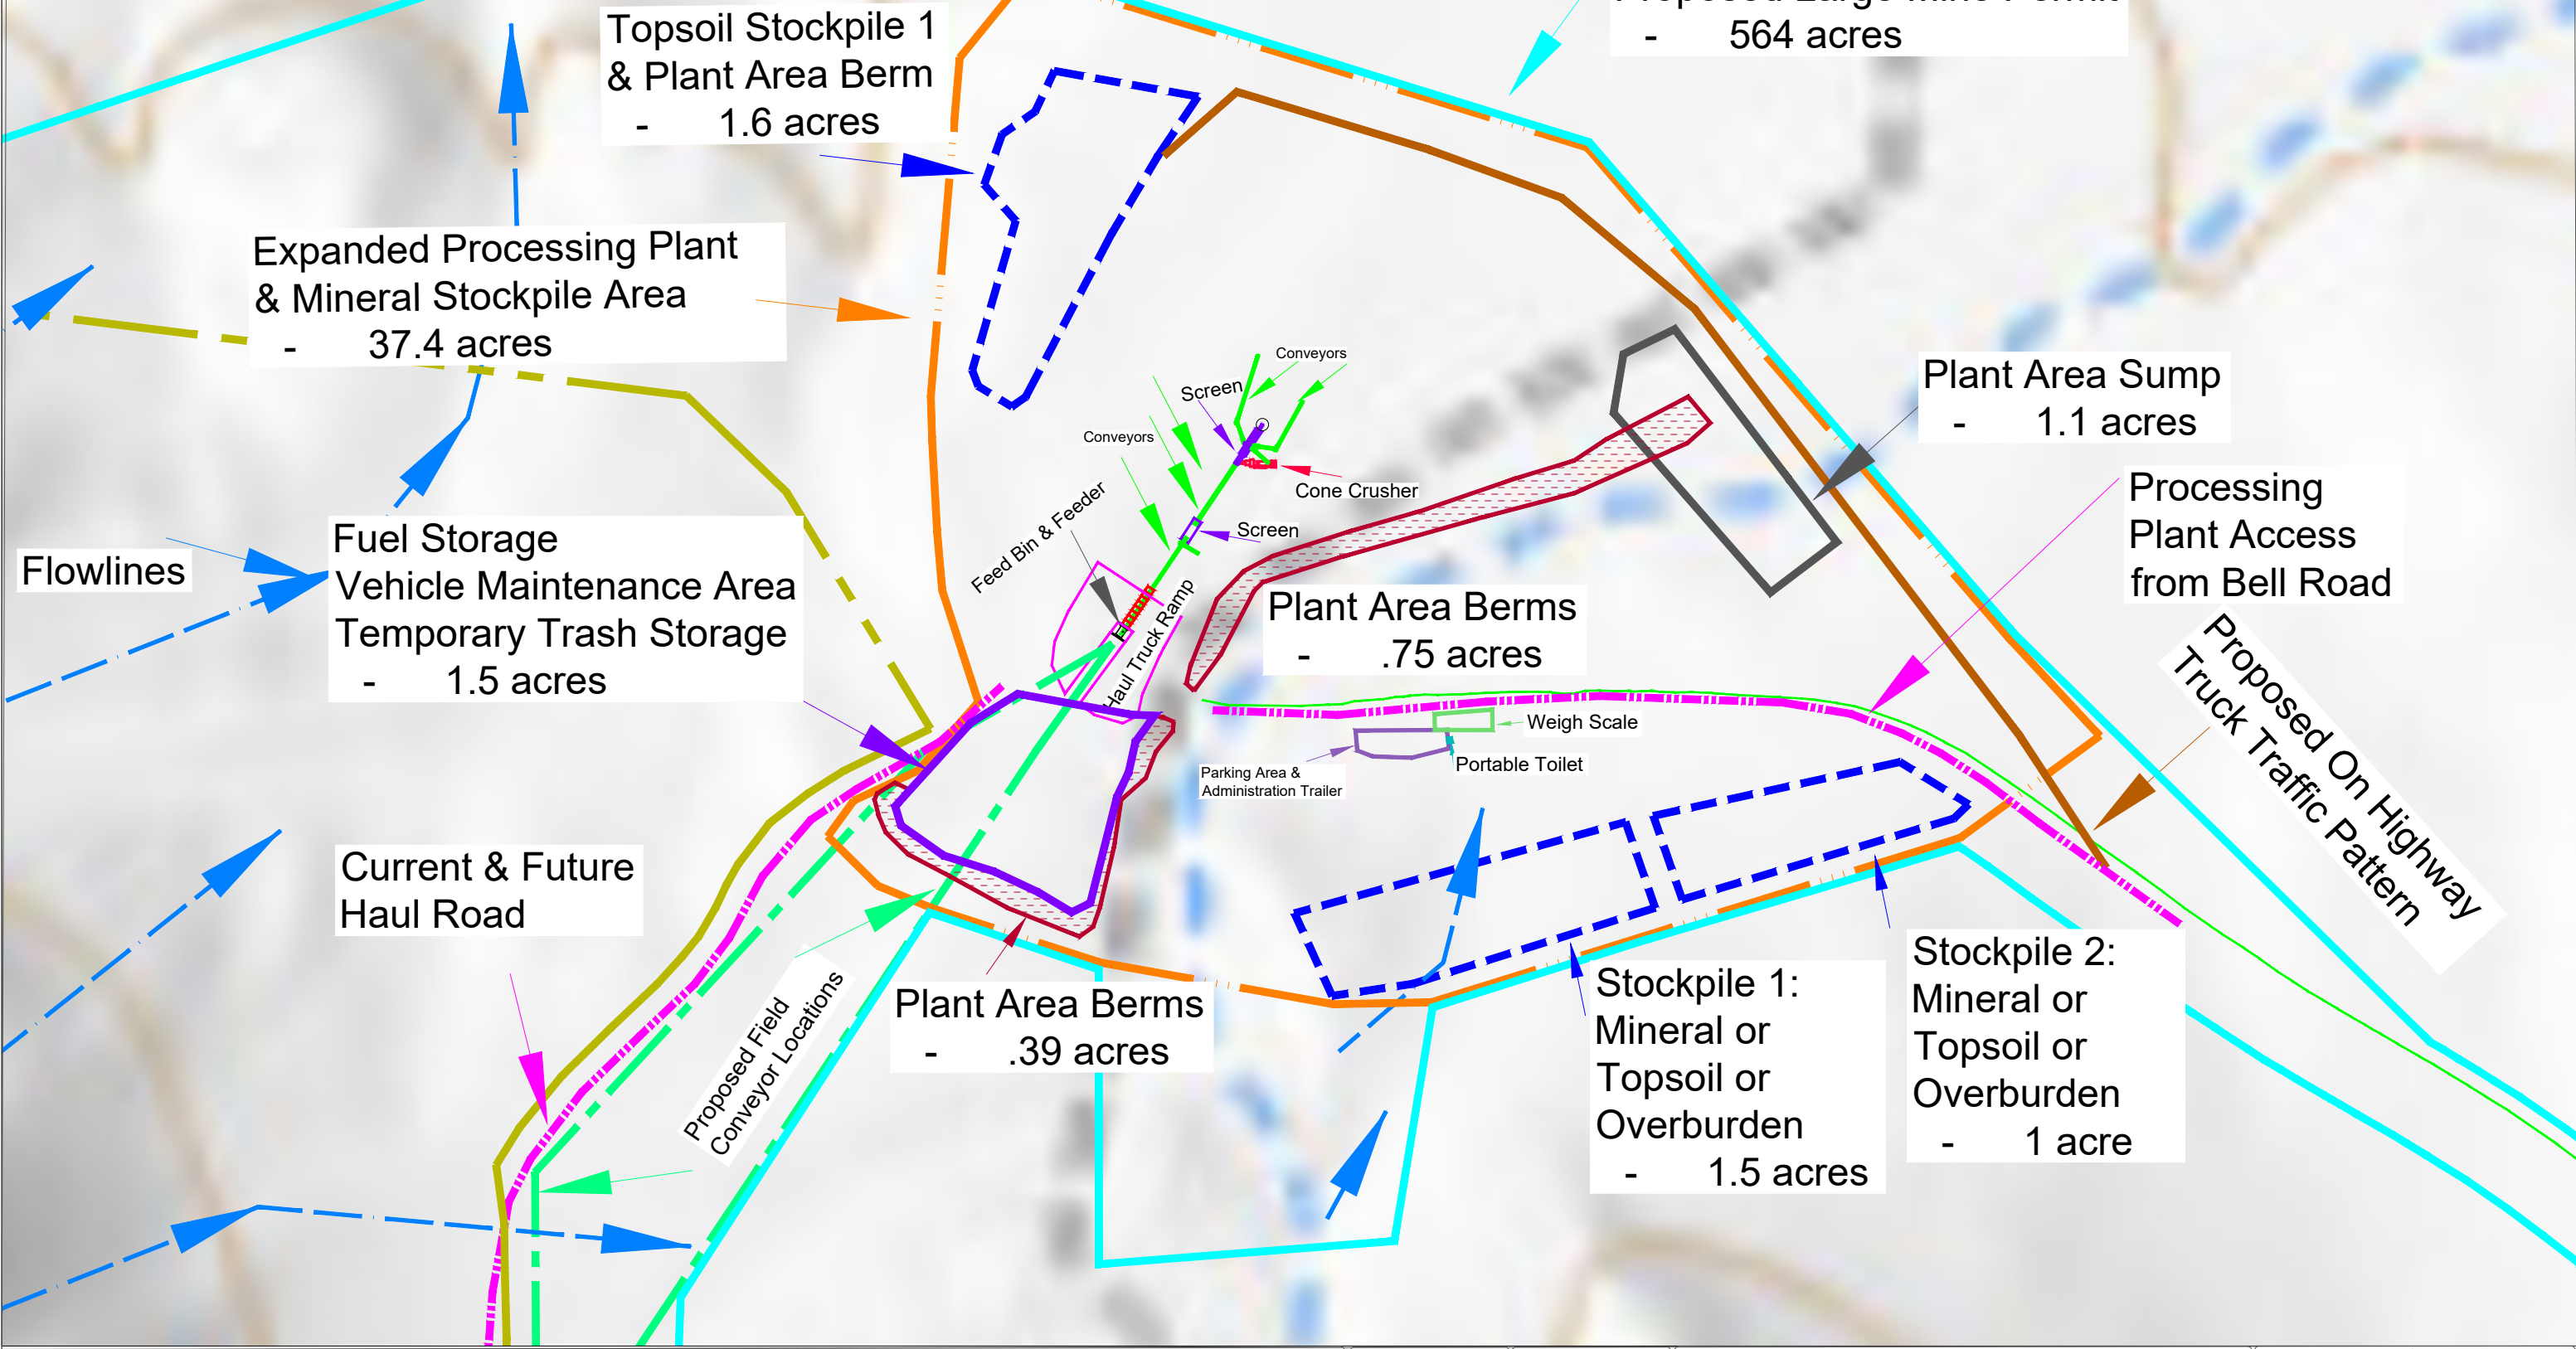 Proposed Large Mine Permit
- 564 acres
Topsoil Stockpile 1
& Plant Area Berm
- 1.6 acres
Expanded Processing Plant
& Mineral Stockpile Area
- 37.4 acres
Conveyors
Screen
Conveyors
Plant Area Sump
- 1.1 acres
Cone Crusher
Feed Bin & Feeder
Screen
Processing
Plant Access
from Bell Road
Flowlines
Fuel Storage
Vehicle Maintenance Area
Temporary Trash Storage
- 1.5 acres
Haul Truck Ramp
Plant Area Berms
- .75 acres
Proposed On Highway
Truck Traffic Pattern
Weigh Scale
Portable Toilet
Parking Area &
Administration Trailer
Current & Future
Haul Road
Proposed Field
Conveyor Locations
Plant Area Berms
- .39 acres
Stockpile 1:
Mineral or
Topsoil or
Overburden
- 1.5 acres
Stockpile 2:
Mineral or
Topsoil or
Overburden
- 1 acre